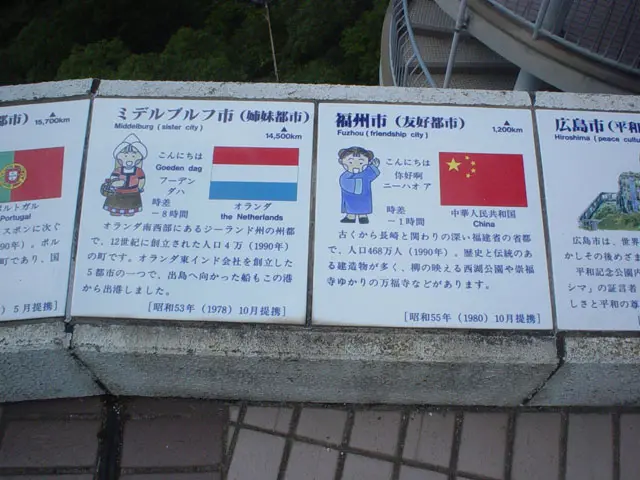 都市）
15,700km
ポルトガル
Portugal
スボンに次ぐ
90年）。ポル
町であり、国
）5月提携］
ミデルブルフ市（姉妹都市）
Middelburg (sister city)
14,500km
こんにちは
Goeden dag
フーデン
ダハ
時差
－8時間
オランダ
the Netherlands
オランダ南西部にあるジーランド州の州都
で、12世紀に創立された人口4万（1990年）
の町です。オランダ東インド会社を創立した
5都市の一つで、出島へ向かった船もこの港
から出港しました。
［昭和53年（1978）10月提携］
福州市（友好都市）
Fuzhou (friendship city)
1,200km
こんにちは
你好啊
ニーハオ ア
時差
－1時間
中華人民共和国
China
古くから長崎と関わりの深い福建省の省都
で、人口468万人（1990年）。歴史と伝統のあ
る建造物が多く、柳の映える西湖公園や崇福
寺ゆかりの万福寺などがあります。
［昭和55年（1980）10月提携］
広島市（平和
Hiroshima (peace cultu
広島市は、世界
かしその後めざま
平和記念公園内
シマ」の証言者
しさと平和の尊